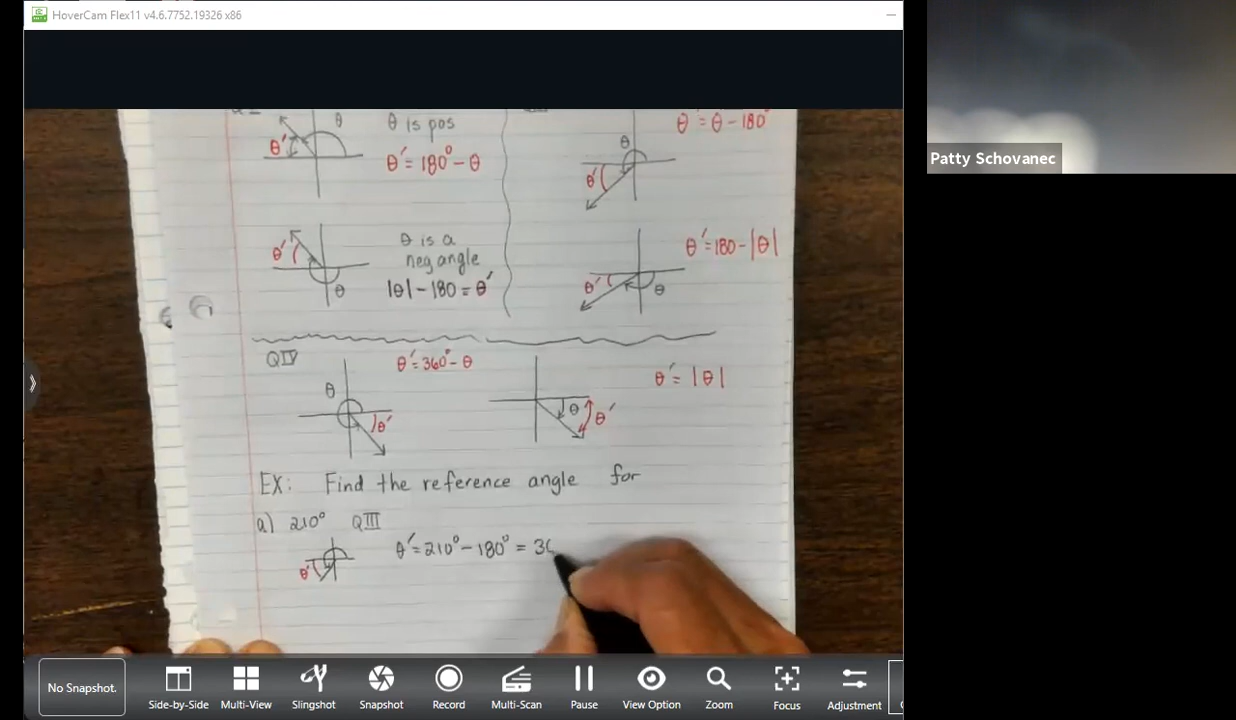 HoverCam Flex11 v4.6.7752.19326 x86
Patty Schovanec
θ
θ'
θ is pos
θ' = 180° - θ
θ
θ'
θ' = θ - 180°
θ'
θ
θ is a
neg angle
|θ| - 180 = θ'
θ'
θ
θ' = 180 - |θ|
QIV
θ
θ'
θ' = 360° - θ
θ
θ'
θ' = |θ|
EX: Find the reference angle for
a) 210° QIII
θ'
θ' = 210° - 180° =
No Snapshot.
Side-by-Side
Multi-View
Slingshot
Snapshot
Record
Multi-Scan
Pause
View Option
Zoom
Focus
Adjustment